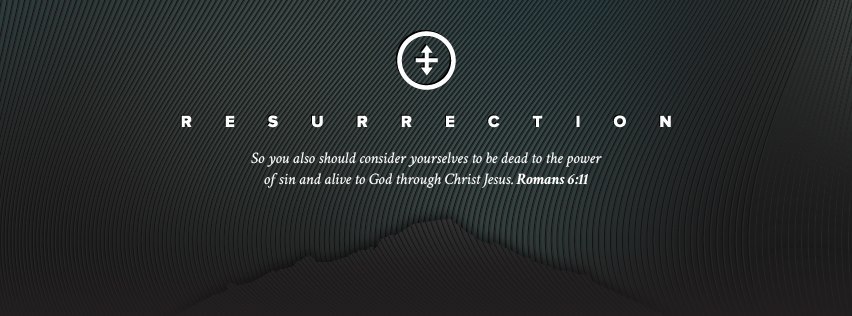 RESURRECTION
So you also should consider yourselves to be dead to the power
of sin and alive to God through Christ Jesus. Romans 6:11